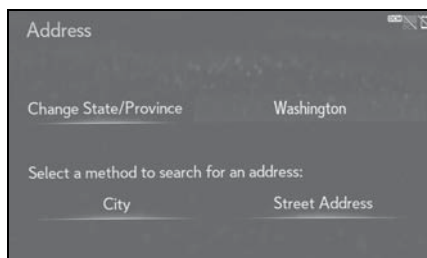 Address
Change State/Province Washington
Select a method to search for an address:
City Street Address